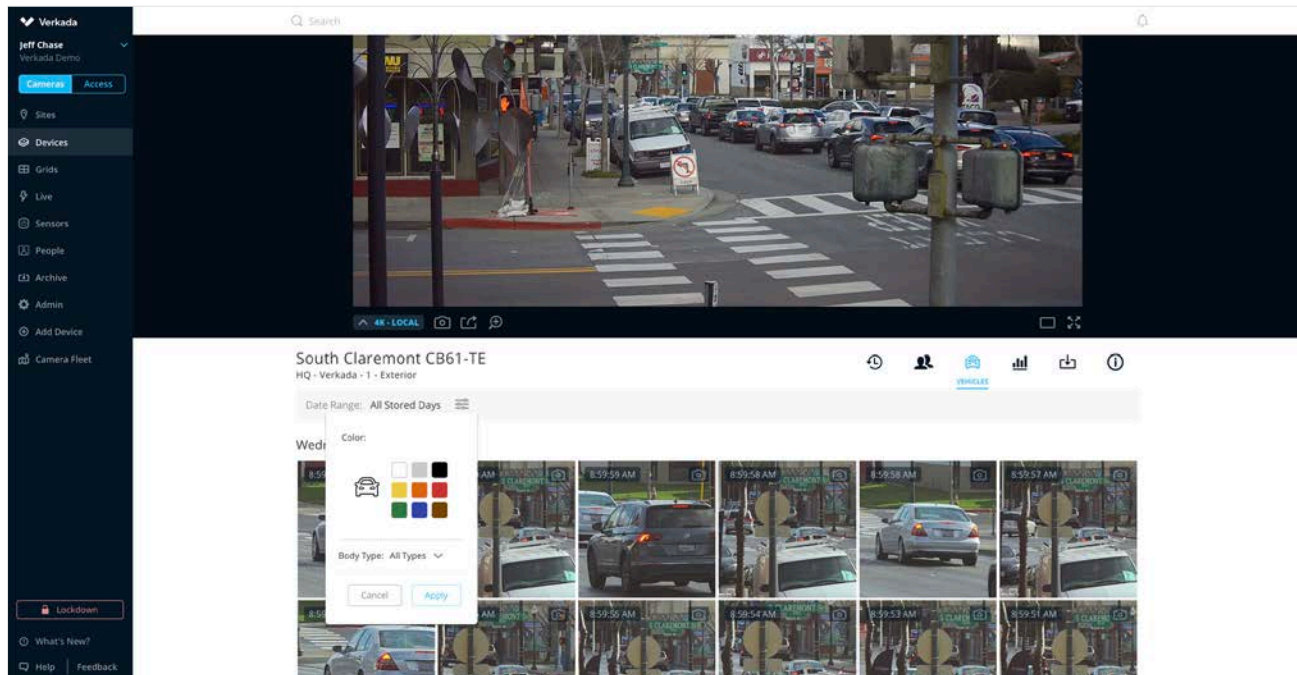 Verkada
Search
Jeff Chase
Verkada Demo
Cameras Access
Sites
Devices
Grids
Live
Sensors
People
Archive
Admin
Add Device
Camera Fleet
Lockdown
What's New?
Help Feedback
4K - LOCAL
South Claremont CB61-TE
HQ - Verkada - 1 - Exterior
VEHICLES
Date Range: All Stored Days
Color:
Body Type: All Types
Cancel Apply
8:59:59 AM 8:59:58 AM 8:59:58 AM 8:59:57 AM
8:59:55 AM 8:59:54 AM 8:59:53 AM 8:59:51 AM